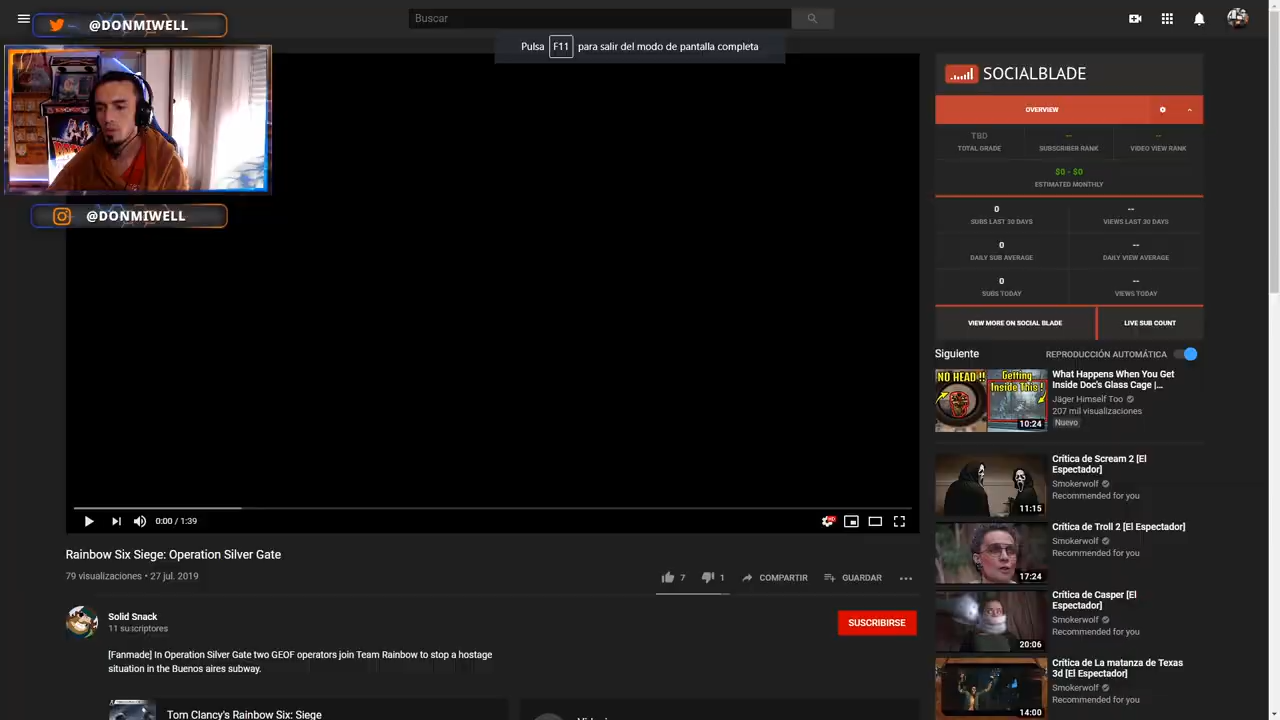 @DONMIWELL
Buscar
Pulsa F11 para salir del modo de pantalla completa
@DONMIWELL
0:00 / 1:39
Rainbow Six Siege: Operation Silver Gate
79 visualizaciones • 27 jul. 2019
7
1
COMPARTIR
GUARDAR
Solid Snack
11 suscriptores
SUSCRIBIRSE
[Fanmade] In Operation Silver Gate two GEOF operators join Team Rainbow to stop a hostage
situation in the Buenos aires subway.
Tom Clancy's Rainbow Six: Siege
SOCIALBLADE
OVERVIEW
TBD
TOTAL GRADE
--
SUBSCRIBER RANK
--
VIDEO VIEW RANK
$0 - $0
ESTIMATED MONTHLY
0
SUBS LAST 30 DAYS
--
VIEWS LAST 30 DAYS
0
DAILY SUB AVERAGE
--
DAILY VIEW AVERAGE
0
SUBS TODAY
--
VIEWS TODAY
VIEW MORE ON SOCIAL BLADE
LIVE SUB COUNT
Siguiente
REPRODUCCIÓN AUTOMÁTICA
NO HEAD !!
Getting
Inside This!
10:24
What Happens When You Get
Inside Doc's Glass Cage |...
Jäger Himself Too
207 mil visualizaciones
Nuevo
11:15
Crítica de Scream 2 [El
Espectador]
Smokerwolf
Recommended for you
17:24
Crítica de Troll 2 [El Espectador]
Smokerwolf
Recommended for you
20:06
Crítica de Casper [El
Espectador]
Smokerwolf
Recommended for you
14:00
Crítica de La matanza de Texas
3d [El Espectador]
Smokerwolf
Recommended for you